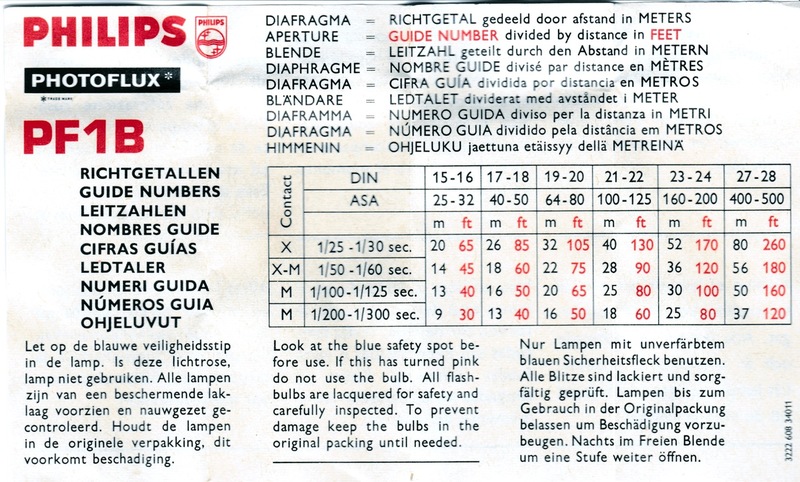 PHILIPS
PHILIPS
PHOTOFLUX*
*TRADE MARK
PF1B
RICHTGETALLEN
GUIDE NUMBERS
LEITZAHLEN
NOMBRES GUIDE
CIFRAS GUÍAS
LEDTALER
NUMERI GUIDA
NÚMEROS GUIA
OHJELUVUT
DIAFRAGMA = RICHTGETAL gedeeld door afstand in METERS
APERTURE = GUIDE NUMBER divided by distance in FEET
BLENDE = LEITZAHL geteilt durch den Abstand in METERN
DIAPHRAGME = NOMBRE GUIDE divisé par distance en MÈTRES
DIAFRAGMA = CIFRA GUÍA dividida por distancia en METROS
BLÄNDARE = LEDTALET dividerat med avståndet i METER
DIAFRAMMA = NUMERO GUIDA diviso per la distanza in METRI
DIAFRAGMA = NÚMERO GUIA dividido pela distância em METROS
HIMMENIN = OHJELUKU jaettuna etäissyy dellä METREINÄ
Contact DIN 15-16 17-18 19-20 21-22 23-24 27-28
ASA 25-32 40-50 64-80 100-125 160-200 400-500
m ft m ft m ft m ft m ft m ft
X 1/25-1/30 sec. 20 65 26 85 32 105 40 130 52 170 80 260
X-M 1/50-1/60 sec. 14 45 18 60 22 75 28 90 36 120 56 180
M 1/100-1/125 sec. 13 40 16 50 20 65 25 80 30 100 50 160
M 1/200-1/300 sec. 9 30 13 40 16 50 18 60 25 80 37 120
Let op de blauwe veiligheidsstip
in de lamp. Is deze lichtrose,
lamp niet gebruiken. Alle lampen
zijn van een beschermende lak-
laag voorzien en nauwgezet ge-
controleerd. Houdt de lampen
in de originele verpakking, dit
voorkomt beschadiging.
Look at the blue safety spot be-
fore use. If this has turned pink
do not use the bulb. All flash-
bulbs are lacquered for safety and
carefully inspected. To prevent
damage keep the bulbs in the
original packing until needed.
Nur Lampen mit unverfärbtem
blauen Sicherheitsfleck benutzen.
Alle Blitze sind lackiert und sorg-
fältig geprüft. Lampen bis zum
Gebrauch in der Originalpackung
belassen um Beschädigung vorzu-
beugen. Nachts im Freien Blende
um eine Stufe weiter öffnen.
3222 608 34011